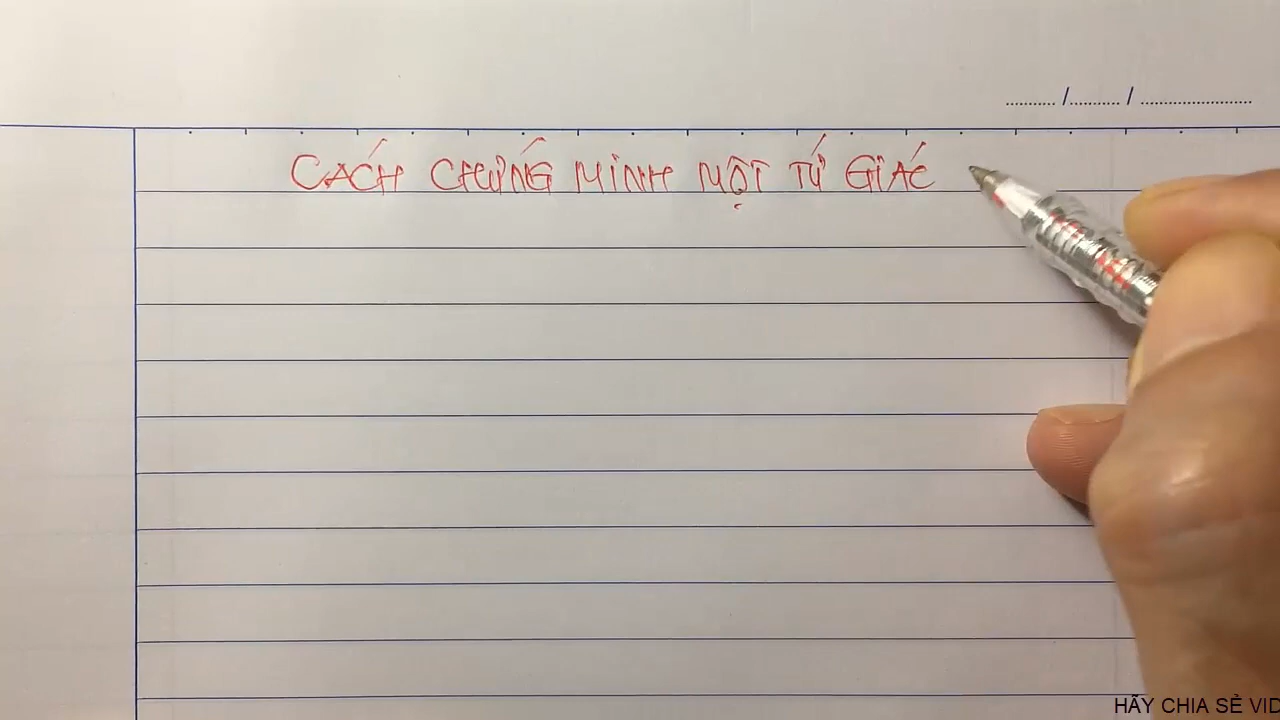 ........... /........... / ........................
CÁCH CHỨNG MINH MỘT TỨ GIÁC
HÃY CHIA SẺ VID